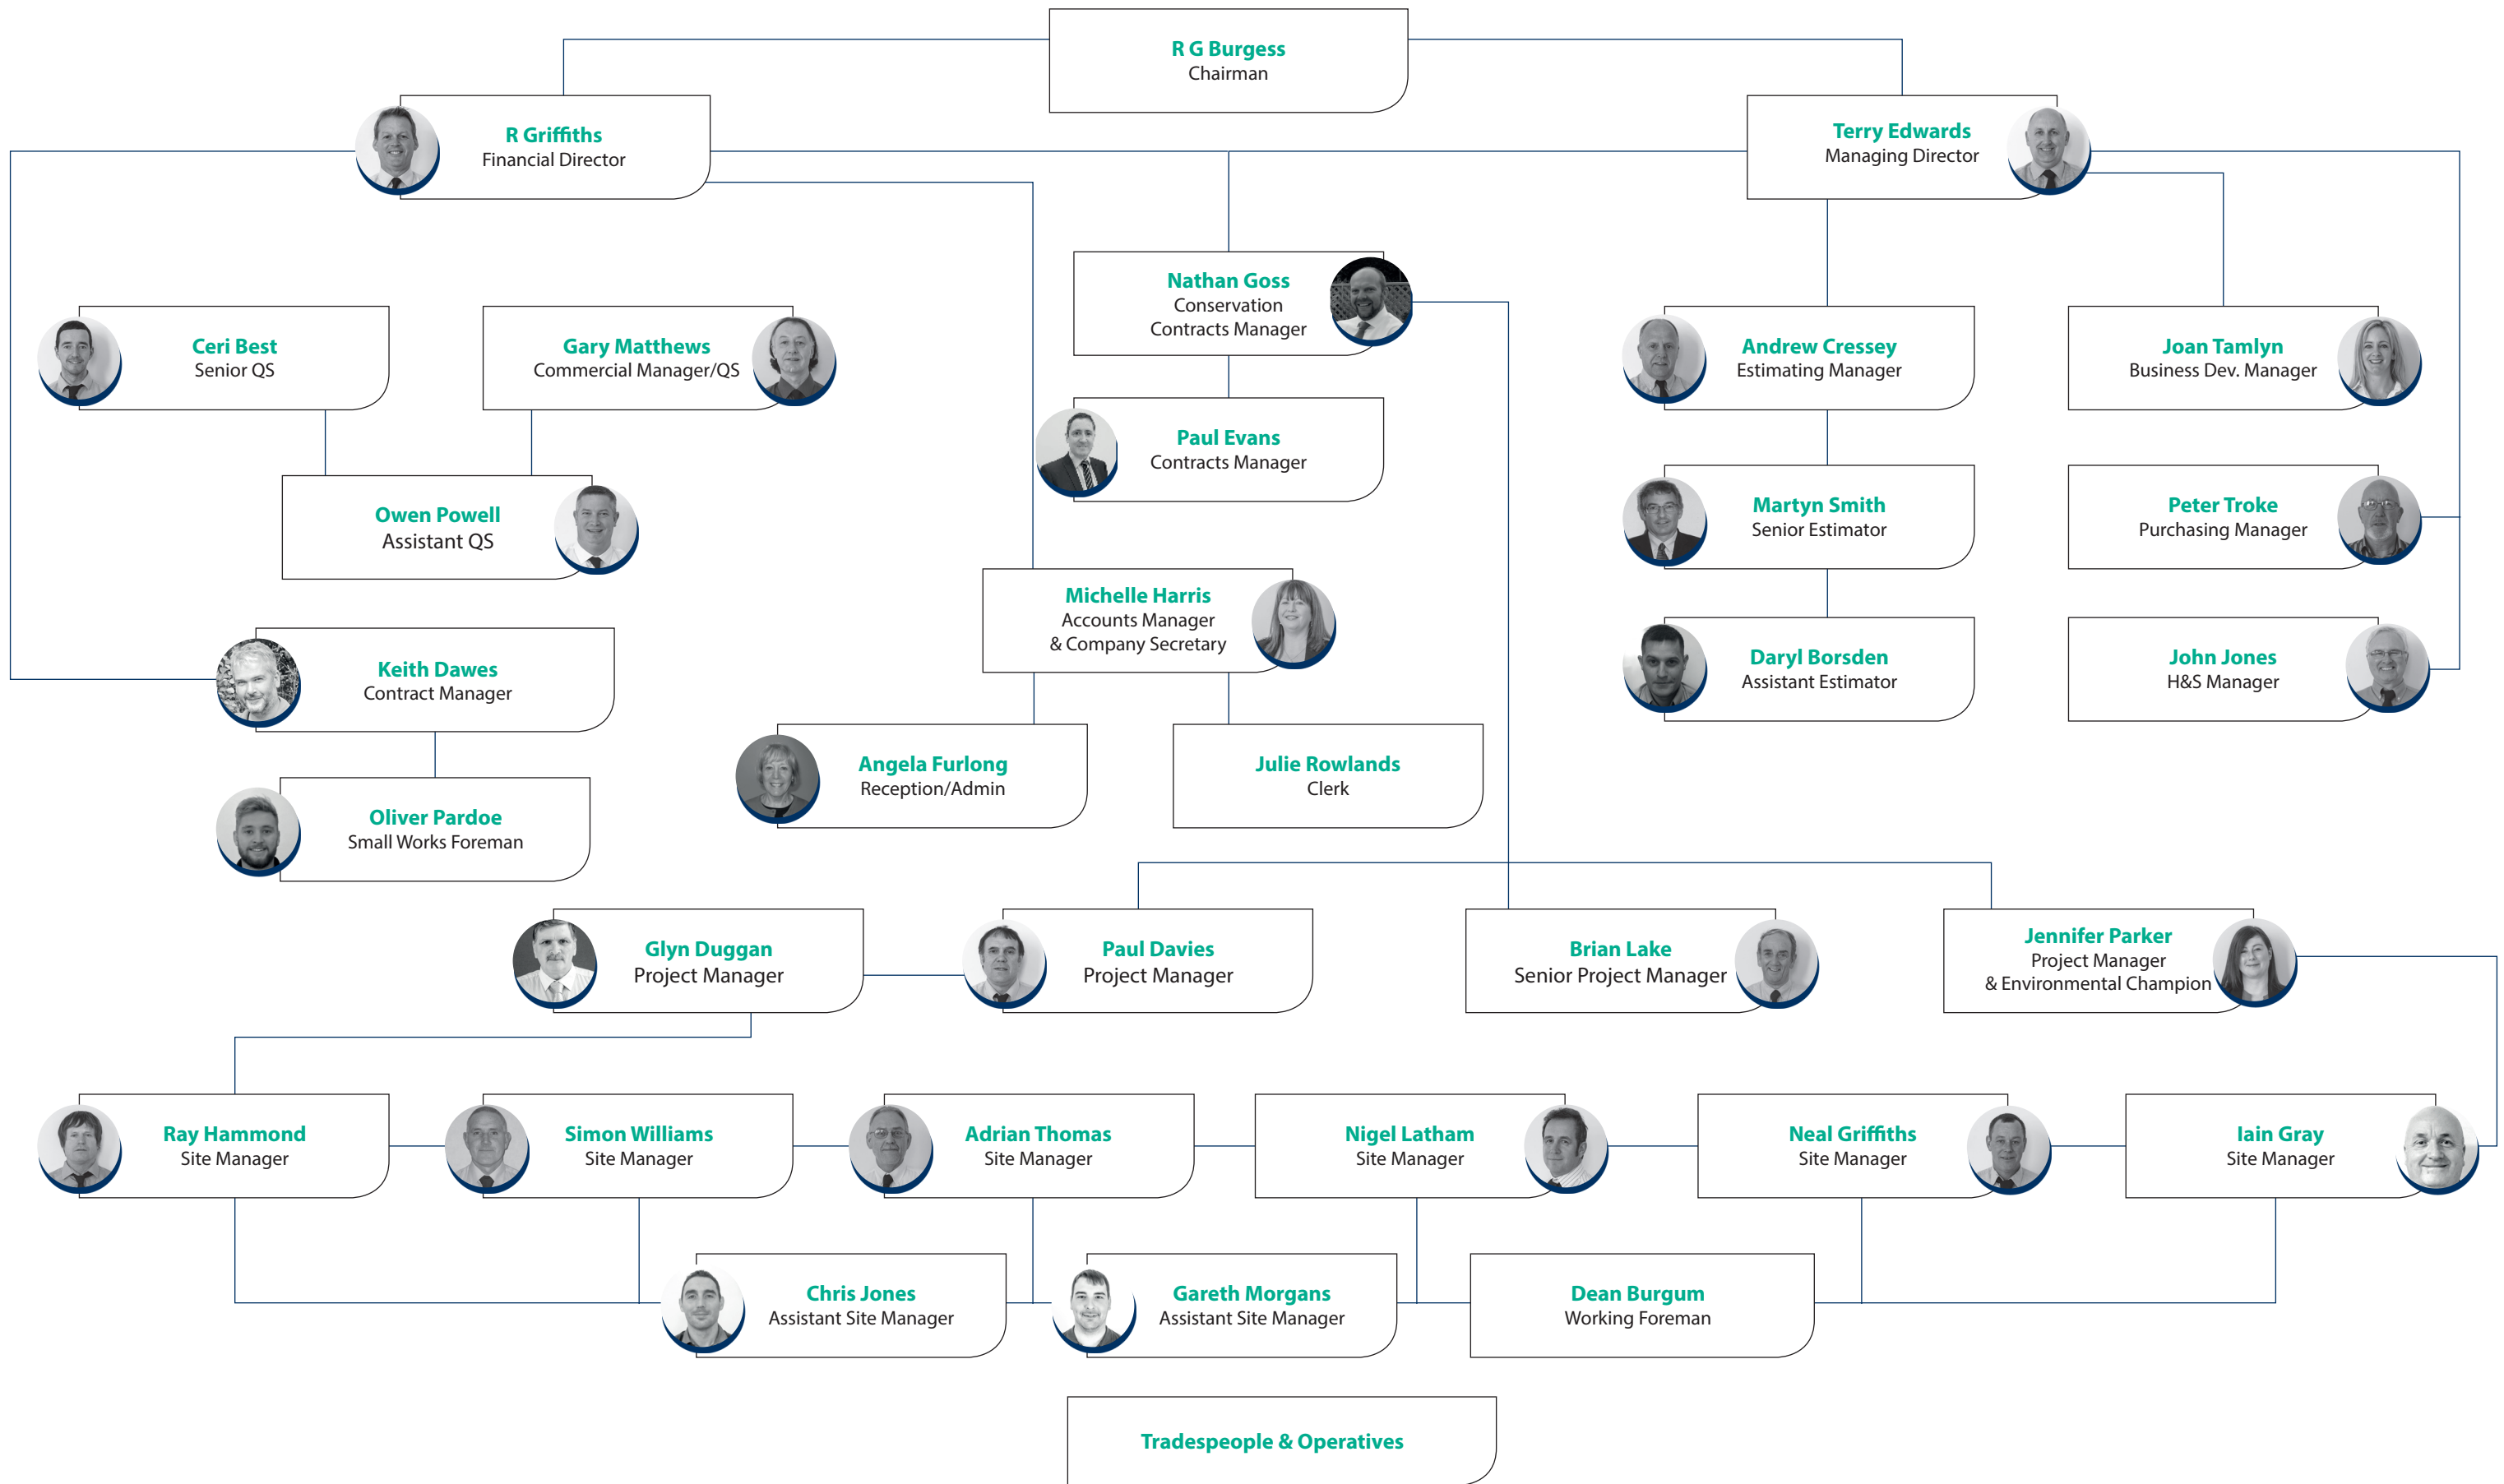 R G Burgess
Chairman
R Griffiths
Financial Director
Terry Edwards
Managing Director
Nathan Goss
Conservation
Contracts Manager
Ceri Best
Senior QS
Gary Matthews
Commercial Manager/QS
Andrew Cressey
Estimating Manager
Joan Tamlyn
Business Dev. Manager
Paul Evans
Contracts Manager
Owen Powell
Assistant QS
Martyn Smith
Senior Estimator
Peter Troke
Purchasing Manager
Michelle Harris
Accounts Manager
& Company Secretary
Keith Dawes
Contract Manager
Daryl Borsden
Assistant Estimator
John Jones
H&S Manager
Angela Furlong
Reception/Admin
Julie Rowlands
Clerk
Oliver Pardoe
Small Works Foreman
Glyn Duggan
Project Manager
Paul Davies
Project Manager
Brian Lake
Senior Project Manager
Jennifer Parker
Project Manager
& Environmental Champion
Ray Hammond
Site Manager
Simon Williams
Site Manager
Adrian Thomas
Site Manager
Nigel Latham
Site Manager
Neal Griffiths
Site Manager
Iain Gray
Site Manager
Chris Jones
Assistant Site Manager
Gareth Morgans
Assistant Site Manager
Dean Burgum
Working Foreman
Tradespeople & Operatives